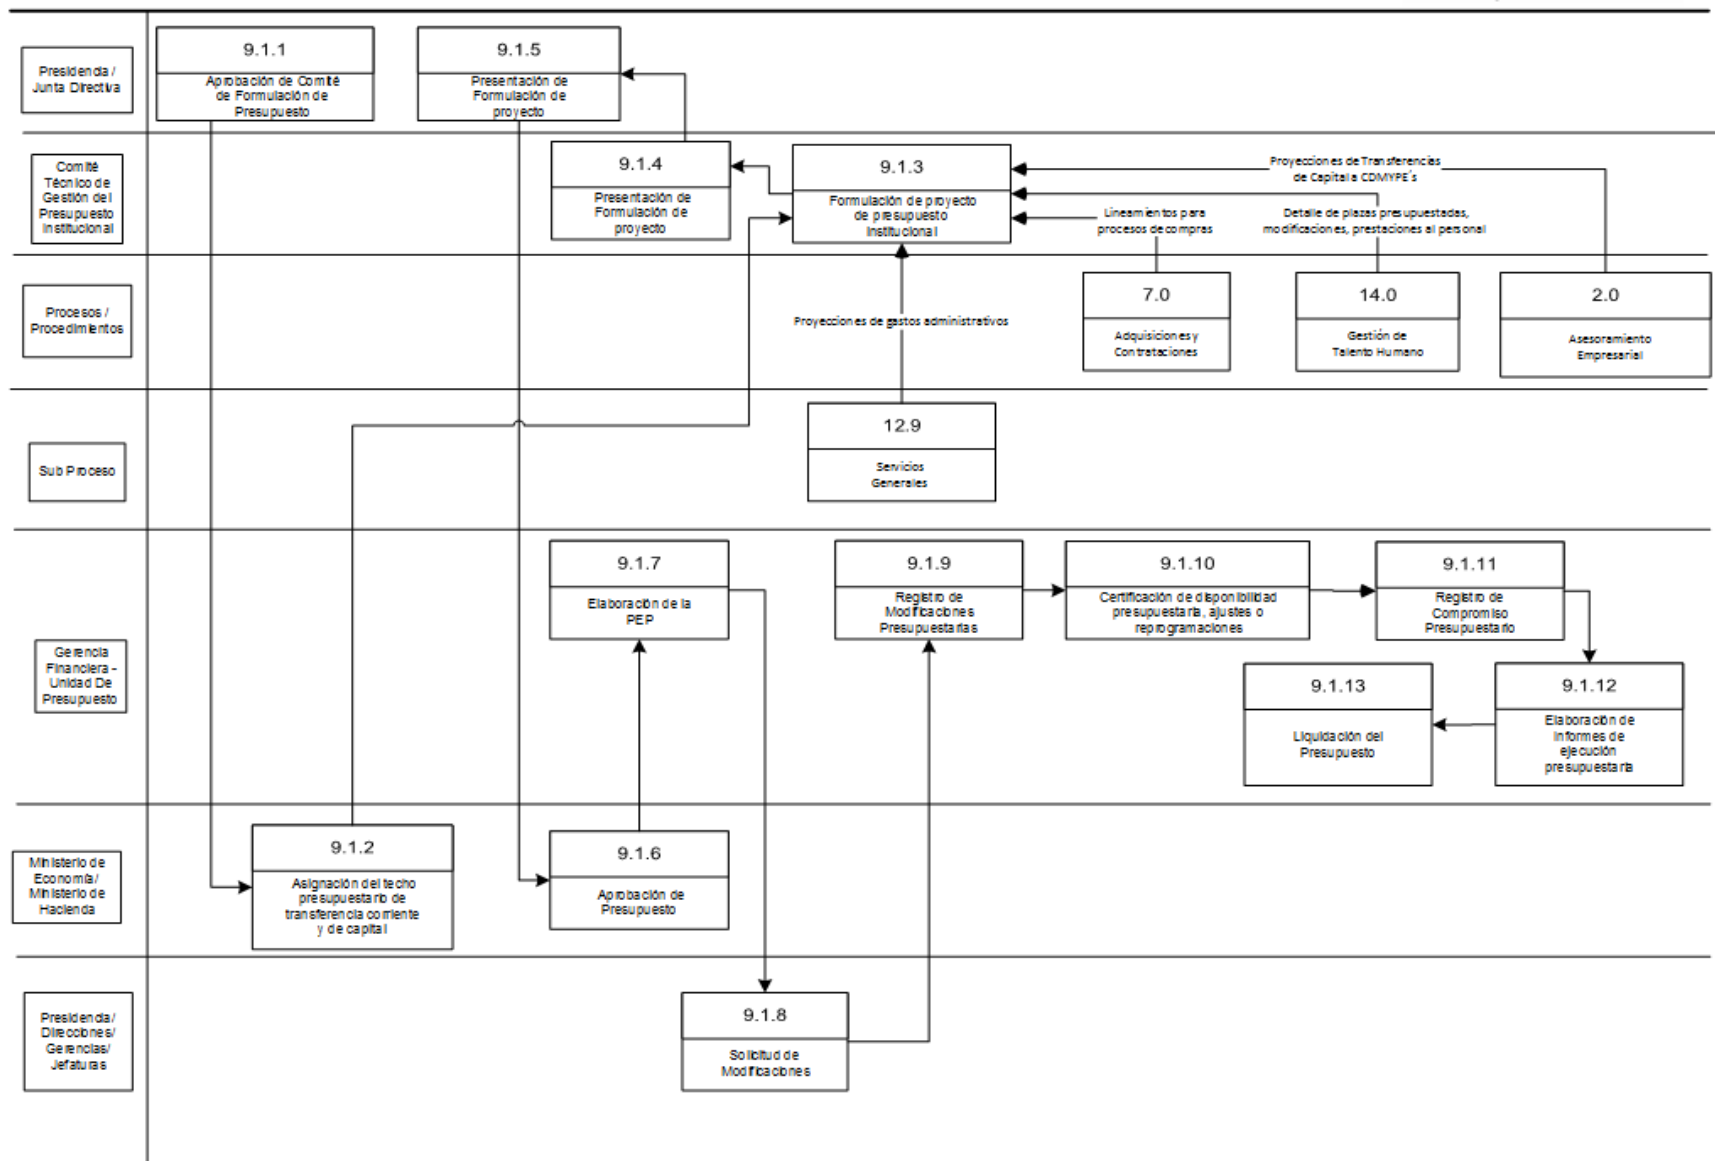 Presidencia /
Junta Directiva
9.1.1
Aprobación de Comité
de Formulación de
Presupuesto
9.1.5
Presentación de
Formulación de
proyecto
Comité
Técnico de
Gestión del
Presupuesto
Institucional
9.1.4
Presentación de
Formulación de
proyecto
9.1.3
Formulación de proyecto
de presupuesto
Institucional
Proyecciones de Transferencias
de Capital a CDMYPE´s
Lineamientos para
procesos de compras
Detalle de plazas presupuestadas,
modificaciones, prestaciones al personal
Procesos /
Procedimientos
Proyecciones de gastos administrativos
7.0
Adquisiciones y
Contrataciones
14.0
Gestión de
Talento Humano
2.0
Asesoramiento
Empresarial
Sub Proceso
12.9
Servicios
Generales
Gerencia
Financiera -
Unidad De
Presupuesto
9.1.7
Elaboración de la
PEP
9.1.9
Registro de
Modificaciones
Presupuestarias
9.1.10
Certificación de disponibilidad
presupuestaria, ajustes o
reprogramaciones
9.1.11
Registro de
Compromiso
Presupuestario
9.1.13
Liquidación del
Presupuesto
9.1.12
Elaboración de
informes de
ejecución
presupuestaria
Ministerio de
Economía/
Ministerio de
Hacienda
9.1.2
Asignación del techo
presupuestario de
transferencia corriente
y de capital
9.1.6
Aprobación de
Presupuesto
Presidencia/
Direcciones/
Gerencias/
Jefaturas
9.1.8
Solicitud de
Modificaciones